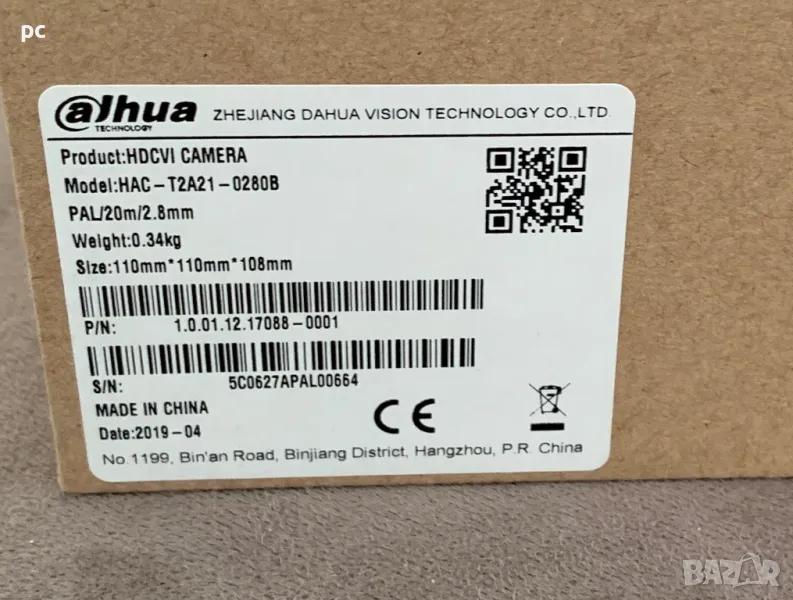 pc
alhua
TECHNOLOGY
ZHEJIANG DAHUA VISION TECHNOLOGY CO.,LTD.
Product:HDCVI CAMERA
Model:HAC-T2A21-0280B
PAL/20m/2.8mm
Weight:0.34kg
Size:110mm*110mm*108mm
P/N: 1.0.01.12.17088-0001
S/N: 5C0627APAL00664
MADE IN CHINA
CE
Date:2019-04
No.1199, Bin'an Road, Binjiang District, Hangzhou, P.R. China
BAZAR